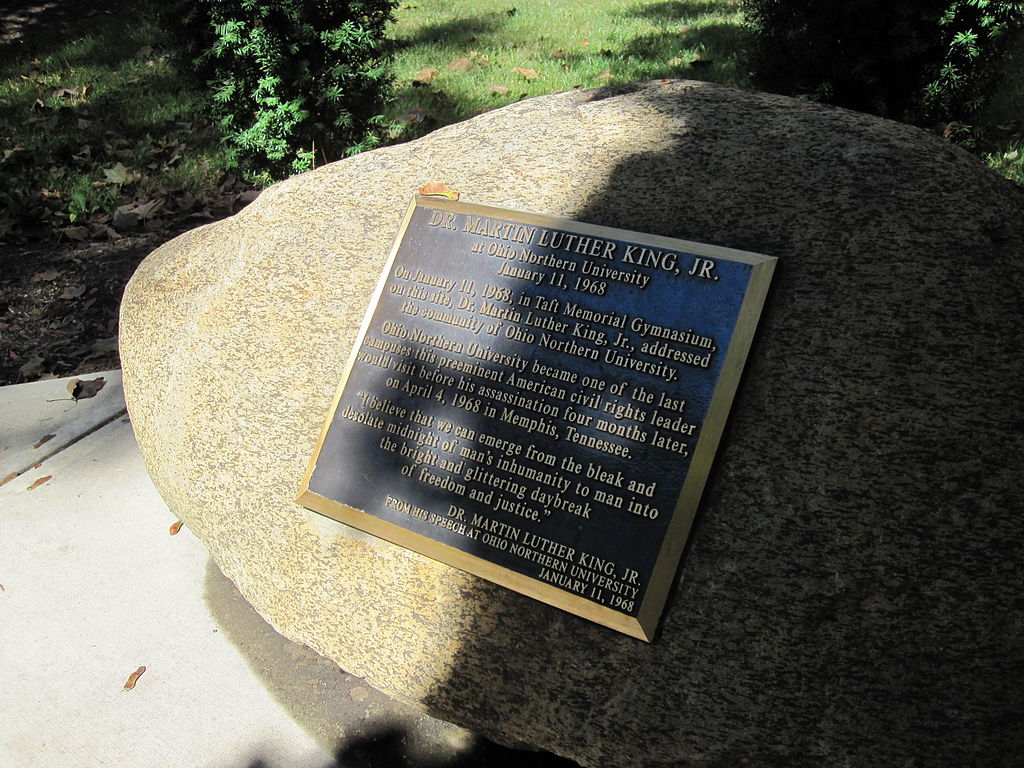 DR. MARTIN LUTHER KING, JR.
at Ohio Northern University
January 11, 1968
On January 11, 1968, in Taft Memorial Gymnasium,
on this site, Dr. Martin Luther King, Jr., addressed
the community of Ohio Northern University.
Ohio Northern University became one of the last
campuses this preeminent American civil rights leader
would visit before his assassination four months later,
on April 4, 1968 in Memphis, Tennessee.
"I believe that we can emerge from the bleak and
desolate midnight of man's inhumanity to man into
the bright and glittering daybreak
of freedom and justice."
DR. MARTIN LUTHER KING, JR.
FROM HIS SPEECH AT OHIO NORTHERN UNIVERSITY
JANUARY 11, 1968